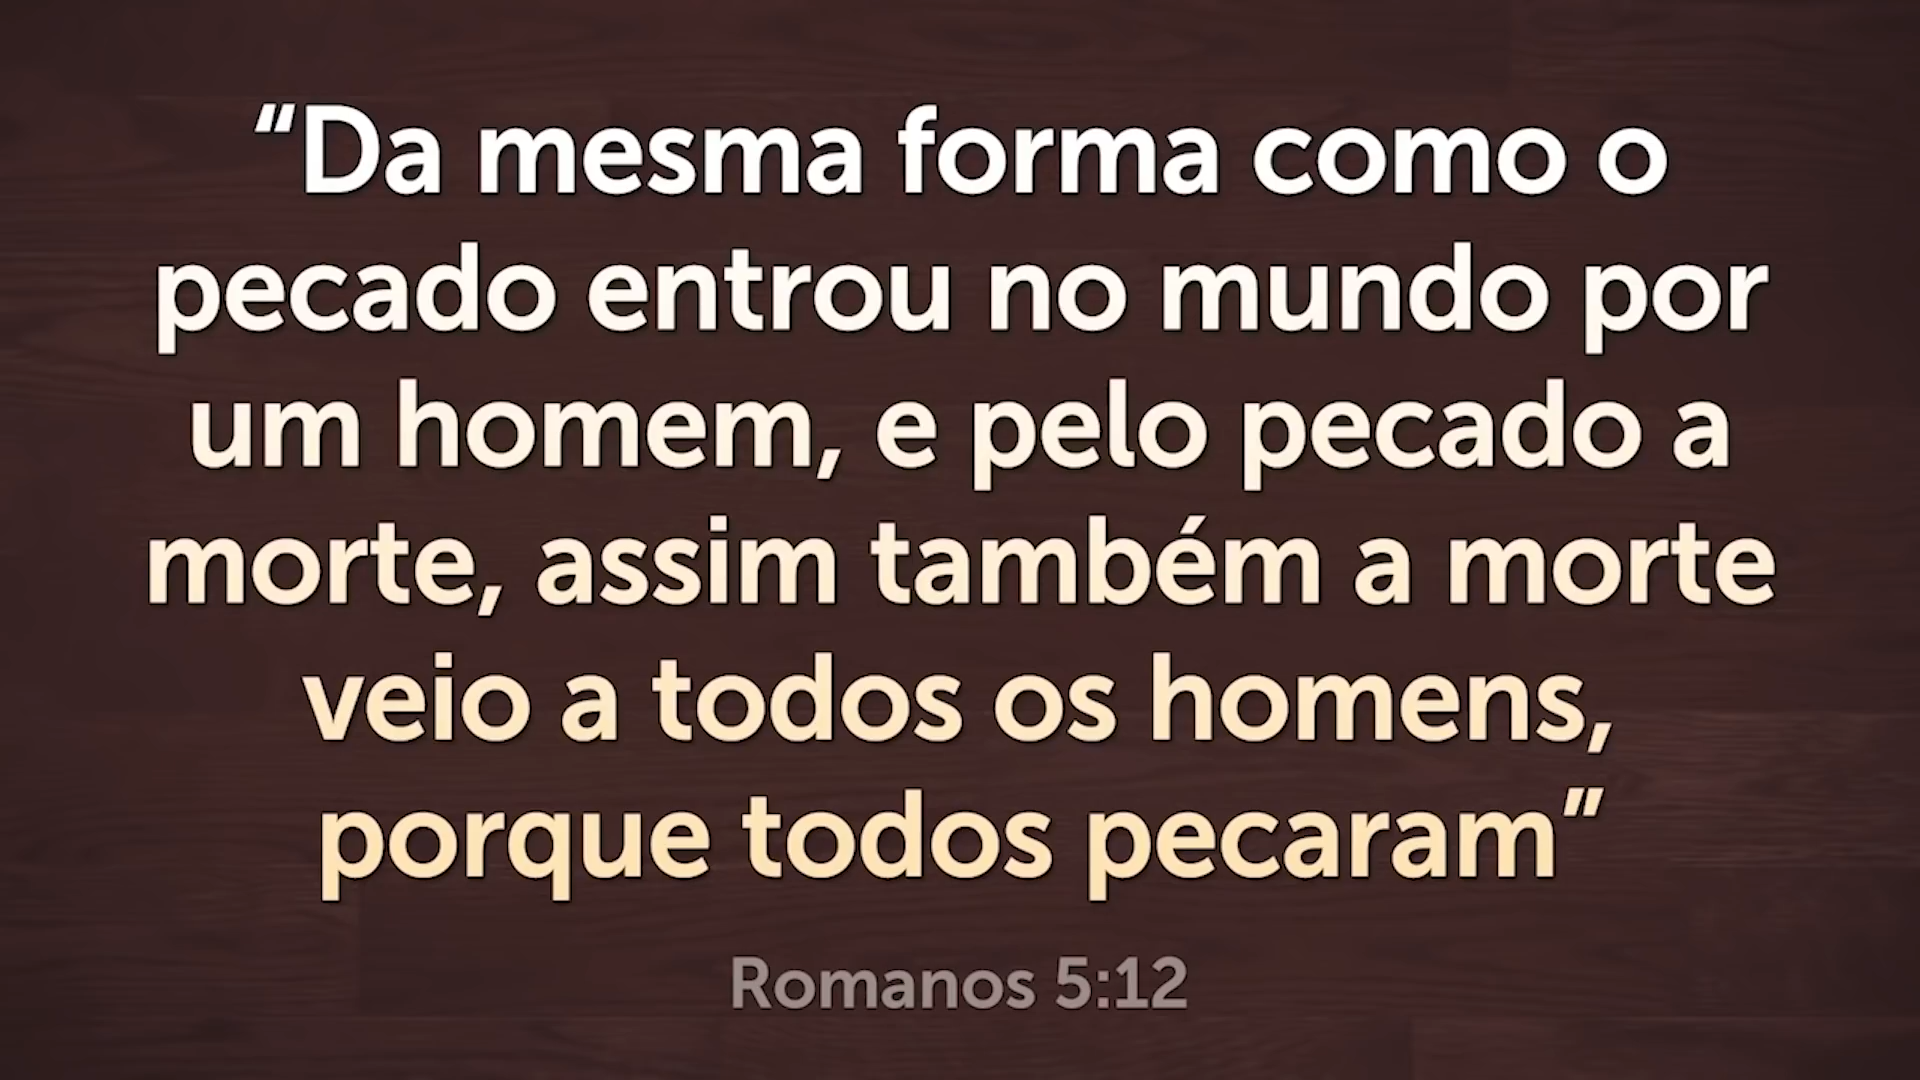 “Da mesma forma como o
pecado entrou no mundo por
um homem, e pelo pecado a
morte, assim também a morte
veio a todos os homens,
porque todos pecaram”
Romanos 5:12